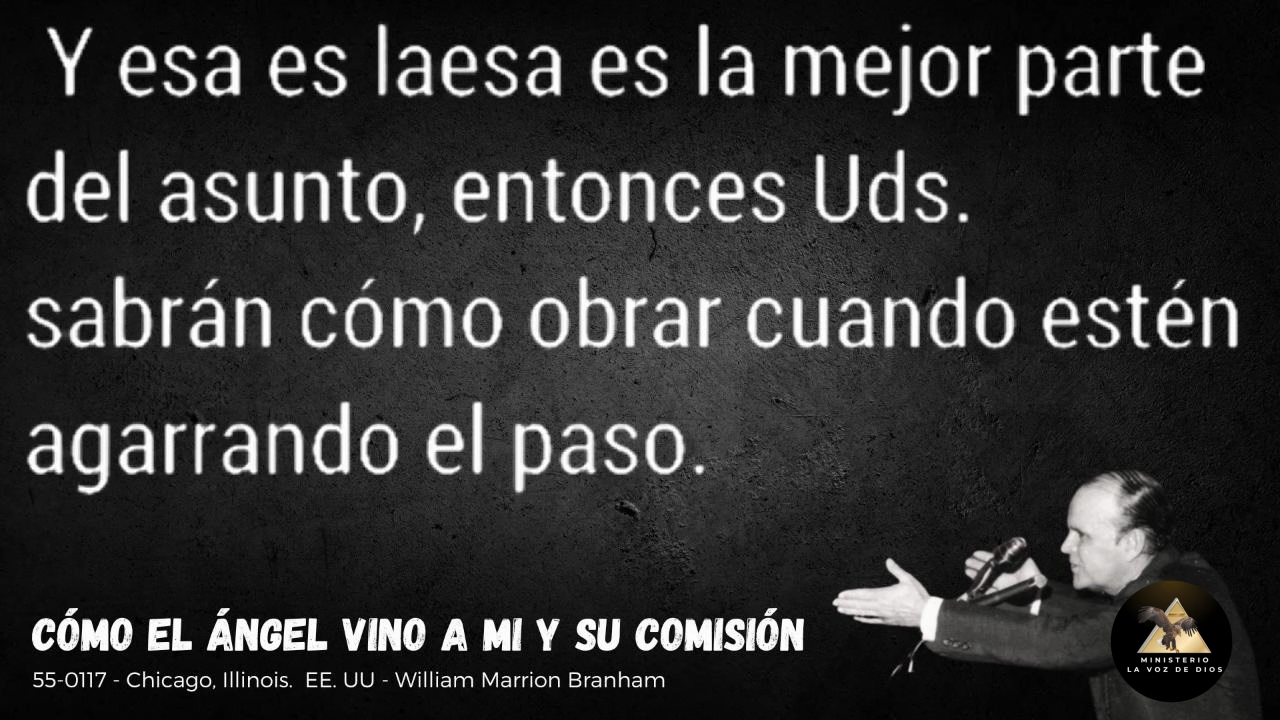 Y esa es laesa es la mejor parte
del asunto, entonces Uds.
sabrán cómo obrar cuando estén
agarrando el paso.
CÓMO EL ÁNGEL VINO A MI Y SU COMISIÓN
55-0117 - Chicago, Illinois. EE. UU - William Marrion Branham
MINISTERIO
LA VOZ DE DIOS